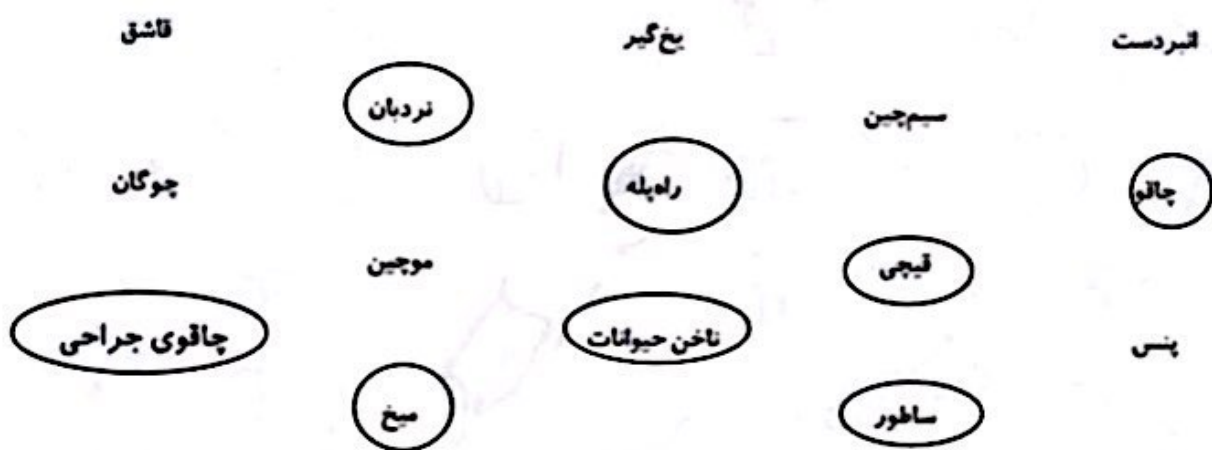 انبردست
یخ‌گیر
قاشق
نردبان
سیم‌چین
چاقو
راه‌پله
چوگان
موچین
قیچی
ناخن حیوانات
چاقوی جراحی
پنس
میخ
ساطور